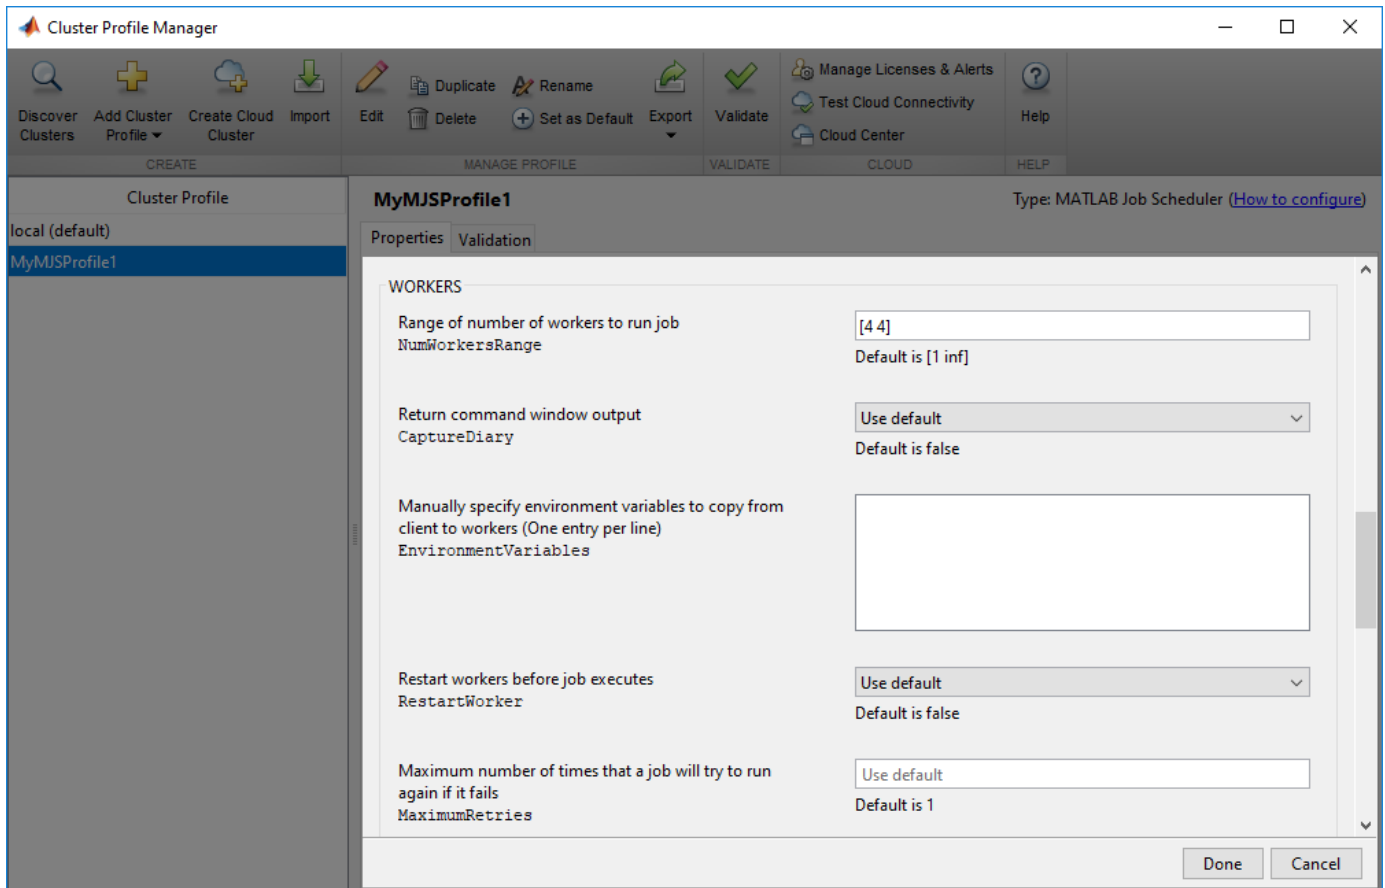 Cluster Profile Manager
Discover Clusters
Add Cluster Profile
Create Cloud Cluster
Import
CREATE
Edit
Duplicate
Delete
Rename
Set as Default
Export
MANAGE PROFILE
Validate
VALIDATE
Manage Licenses & Alerts
Test Cloud Connectivity
Cloud Center
CLOUD
Help
HELP
Cluster Profile
local (default)
MyMJSProfile1
MyMJSProfile1
Type: MATLAB Job Scheduler (How to configure)
Properties
Validation
WORKERS
Range of number of workers to run job
NumWorkersRange
[4 4]
Default is [1 inf]
Return command window output
CaptureDiary
Use default
Default is false
Manually specify environment variables to copy from
client to workers (One entry per line)
EnvironmentVariables
Restart workers before job executes
RestartWorker
Use default
Default is false
Maximum number of times that a job will try to run
again if it fails
MaximumRetries
Use default
Default is 1
Done
Cancel